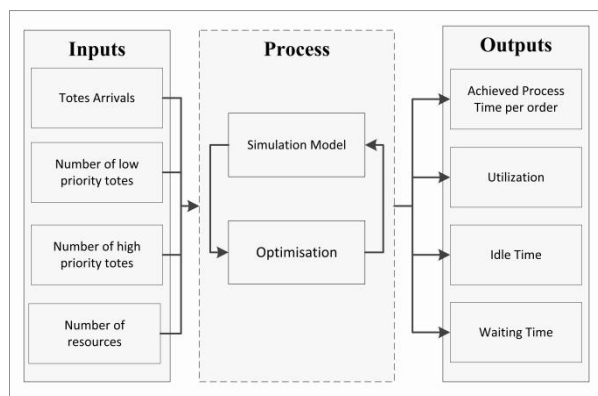 Inputs
Totes Arrivals
Number of low
priority totes
Number of high
priority totes
Number of
resources
Process
Simulation Model
Optimisation
Outputs
Achieved Process
Time per order
Utilization
Idle Time
Waiting Time